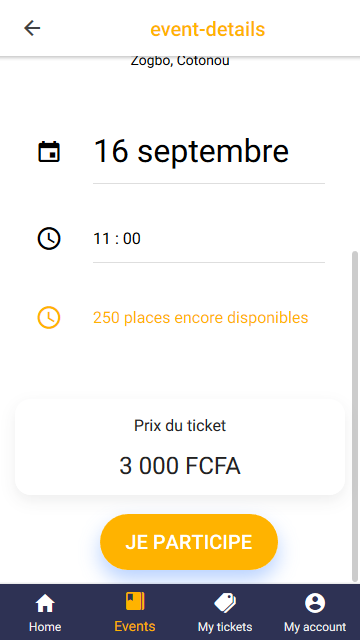 event-details
Zogbo, Cotonou
16 septembre
11 : 00
250 places encore disponibles
Prix du ticket
3 000 FCFA
JE PARTICIPE
Home Events My tickets My account